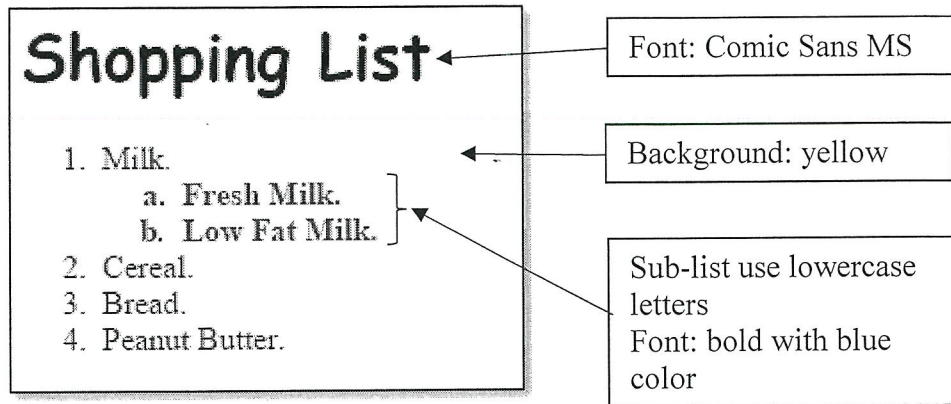 Shopping List
1. Milk.
a. Fresh Milk.
b. Low Fat Milk.
2. Cereal.
3. Bread.
4. Peanut Butter.
Font: Comic Sans MS
Background: yellow
Sub-list use lowercase
letters
Font: bold with blue
color